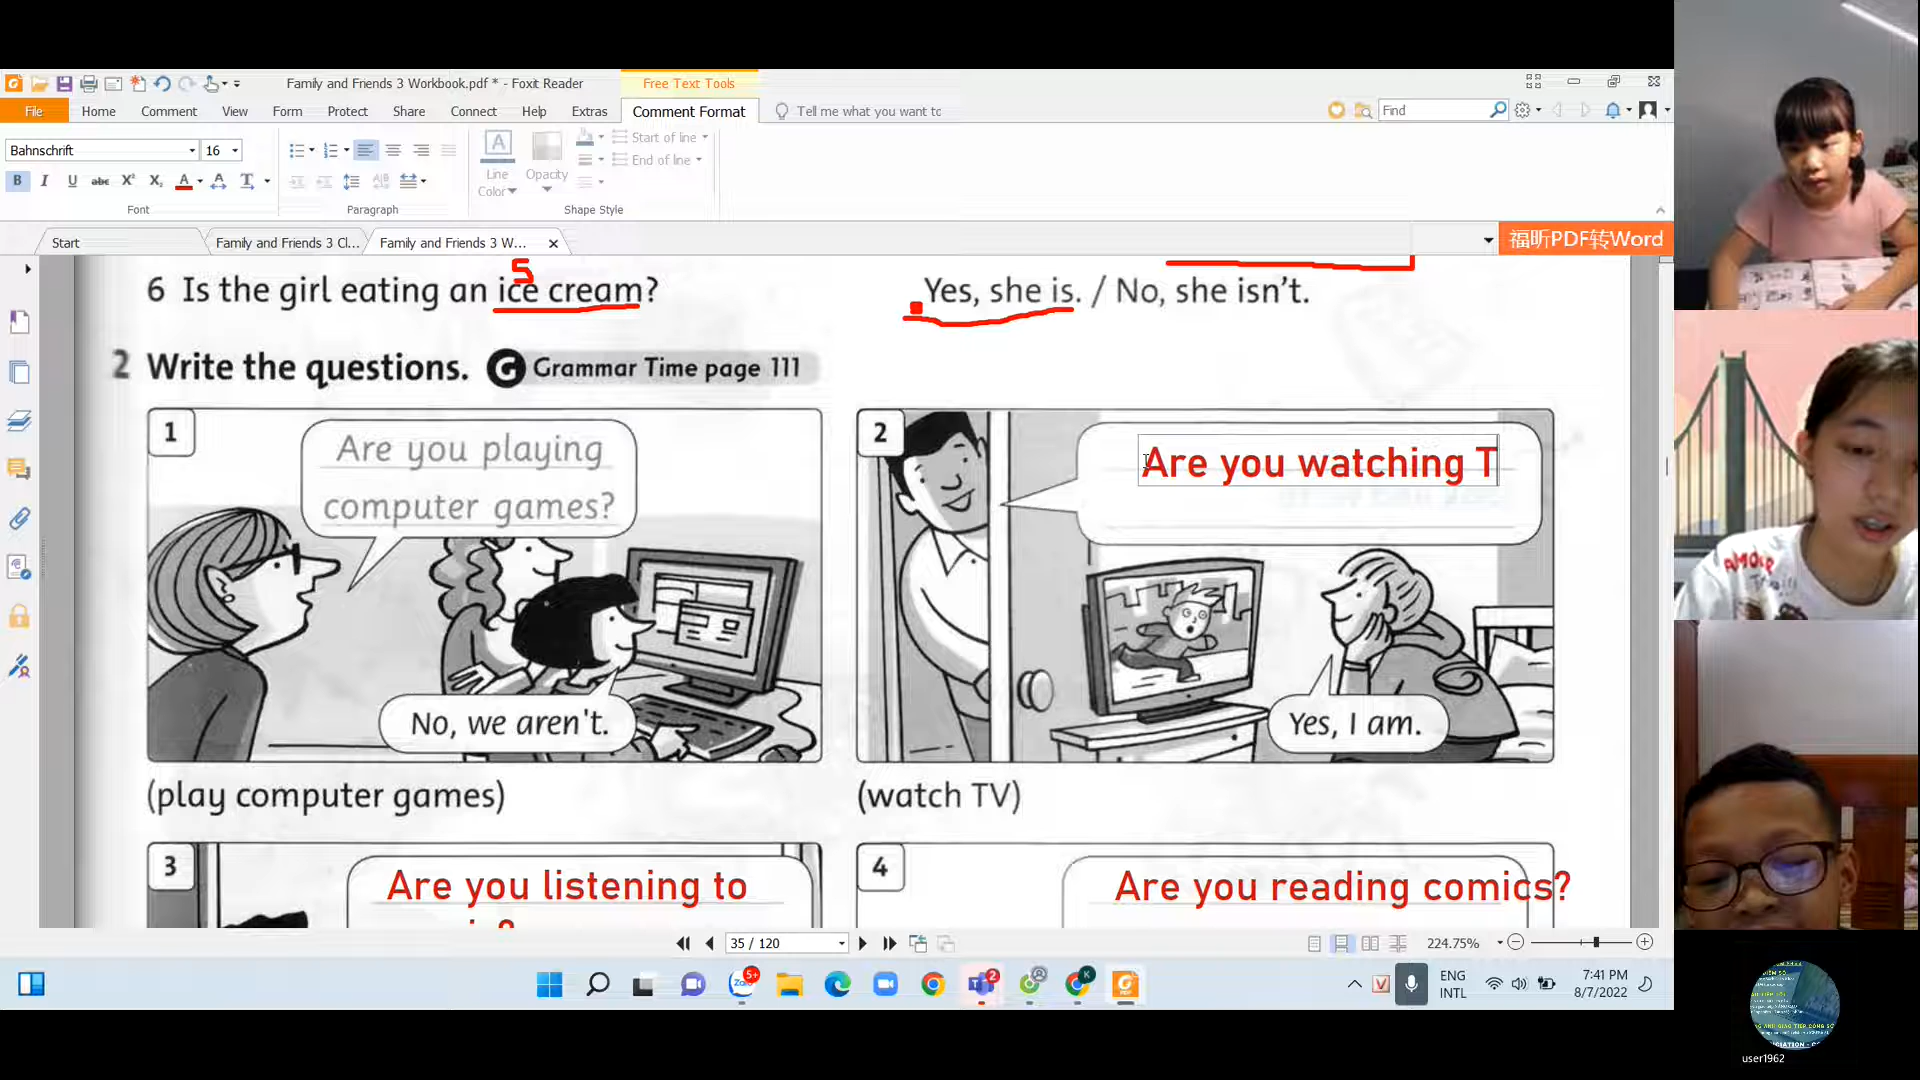 Family and Friends 3 Workbook.pdf * - Foxit Reader
Free Text Tools
File Home Comment View Form Protect Share Connect Help Extras Comment Format Tell me what you want to
Find
Bahnschrift 16
Start of line
End of line
Line Color
Opacity
B I U abc X² X₂ A A T
Font Paragraph Shape Style
Start
Family and Friends 3 Cl...
Family and Friends 3 W...
福昕PDF转Word
5
6 Is the girl eating an ice cream? Yes, she is. / No, she isn't.
2 Write the questions. G Grammar Time page 111
1
Are you playing
computer games?
No, we aren't.
(play computer games)
2
Are you watching T
Yes, I am.
(watch TV)
3
Are you listening to
4
Are you reading comics?
35 / 120
224.75%
5+
Zalo
2
K
V
ENG
INTL
7:41 PM
8/7/2022
user1962